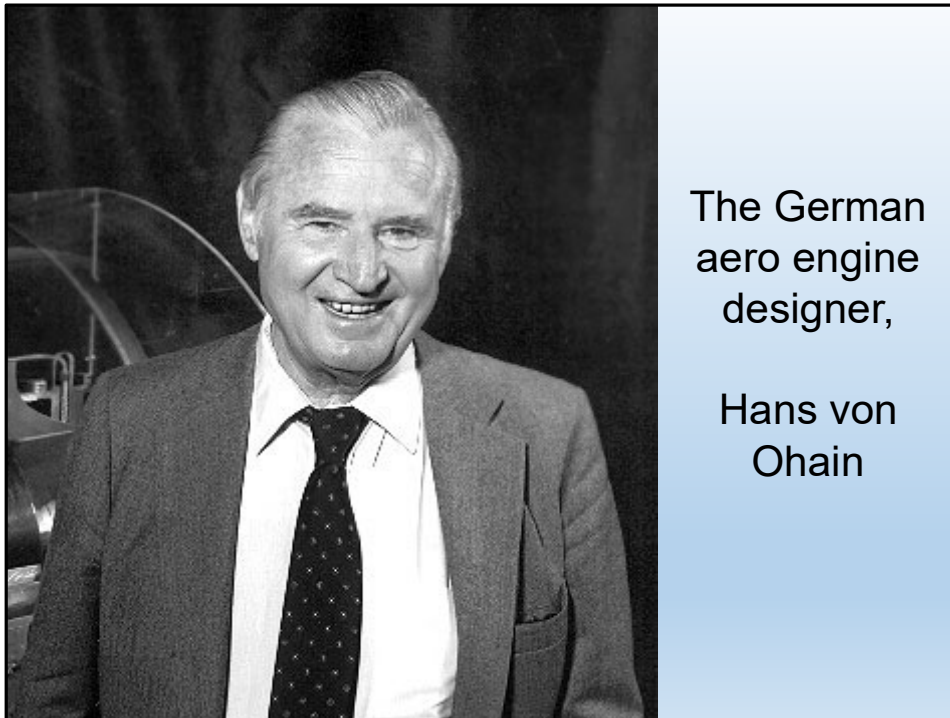 The German
aero engine
designer,
Hans von
Ohain